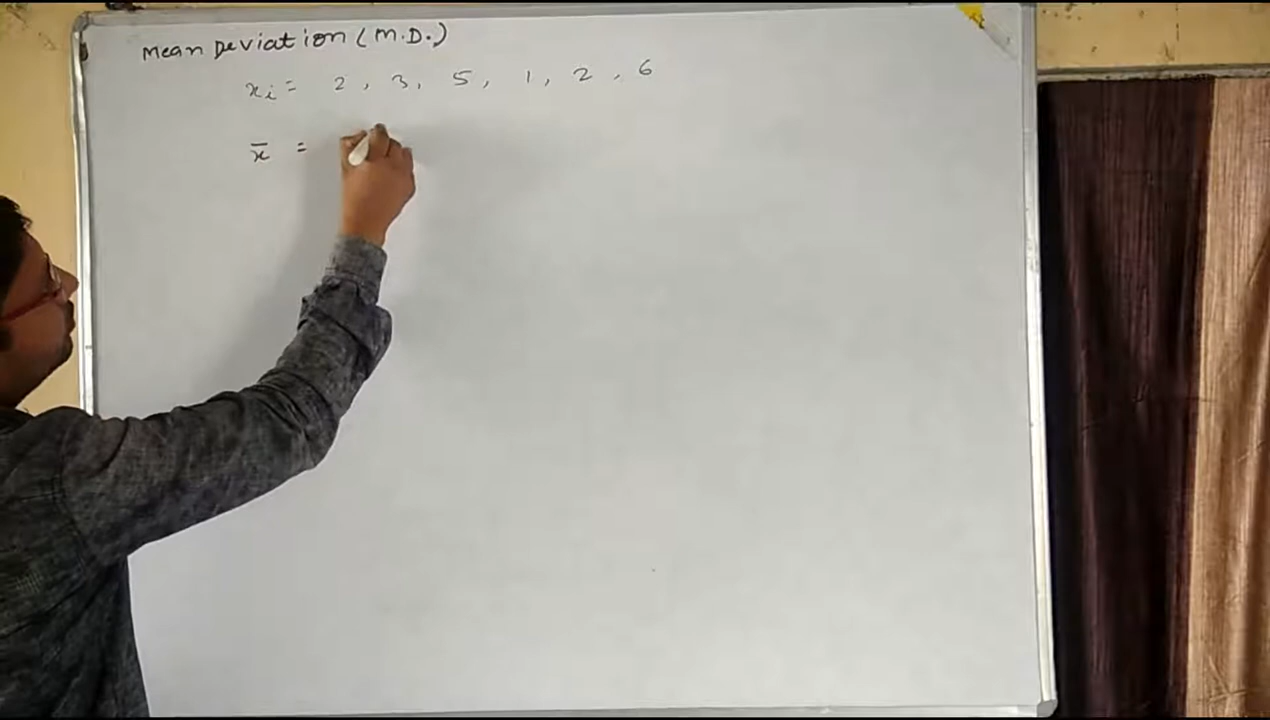 Mean Deviation (M.D.)
xᵢ = 2, 3, 5, 1, 2, 6
x̄ =